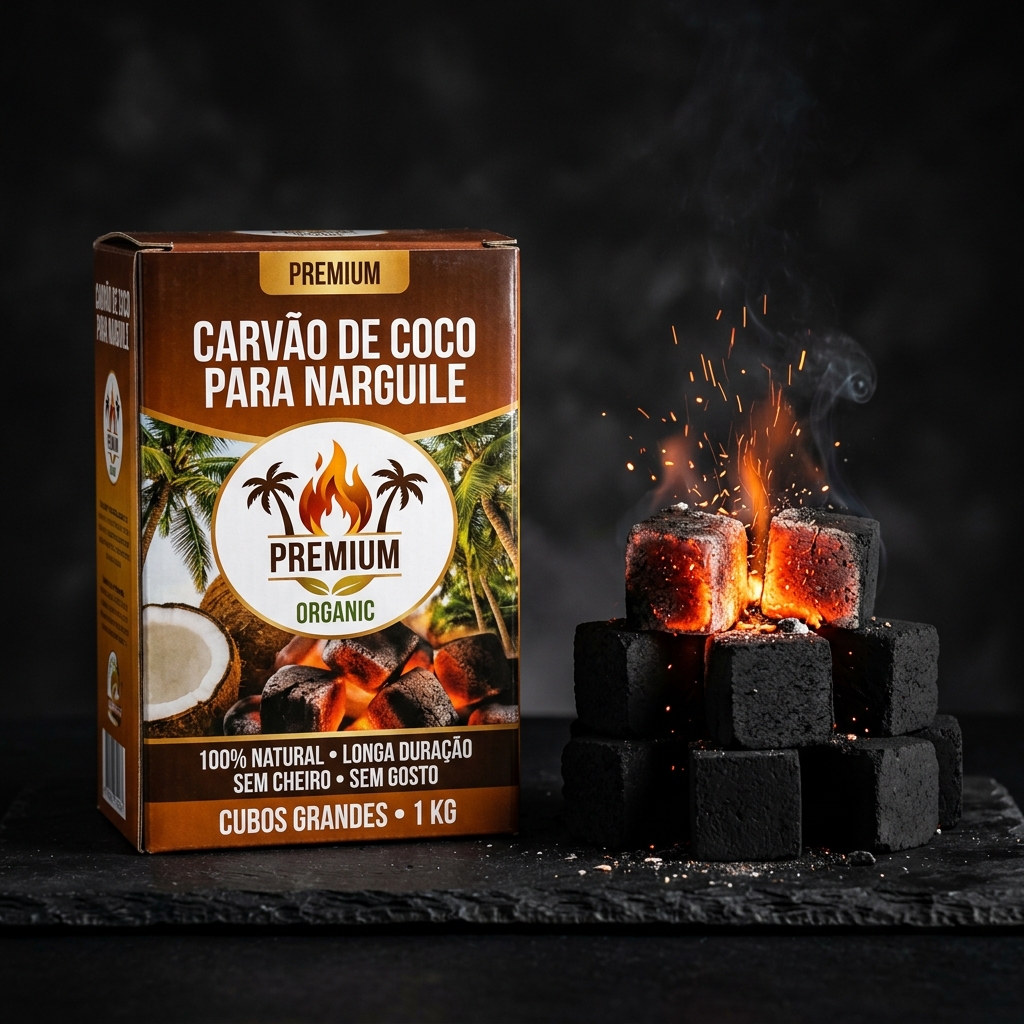 PREMIUM
CARVÃO DE COCO
PARA NARGUILE
PREMIUM
ORGANIC
100% NATURAL • LONGA DURAÇÃO
SEM CHEIRO • SEM GOSTO
CUBOS GRANDES • 1 KG
CARVÃO DE COCO
PARA NARGUILE